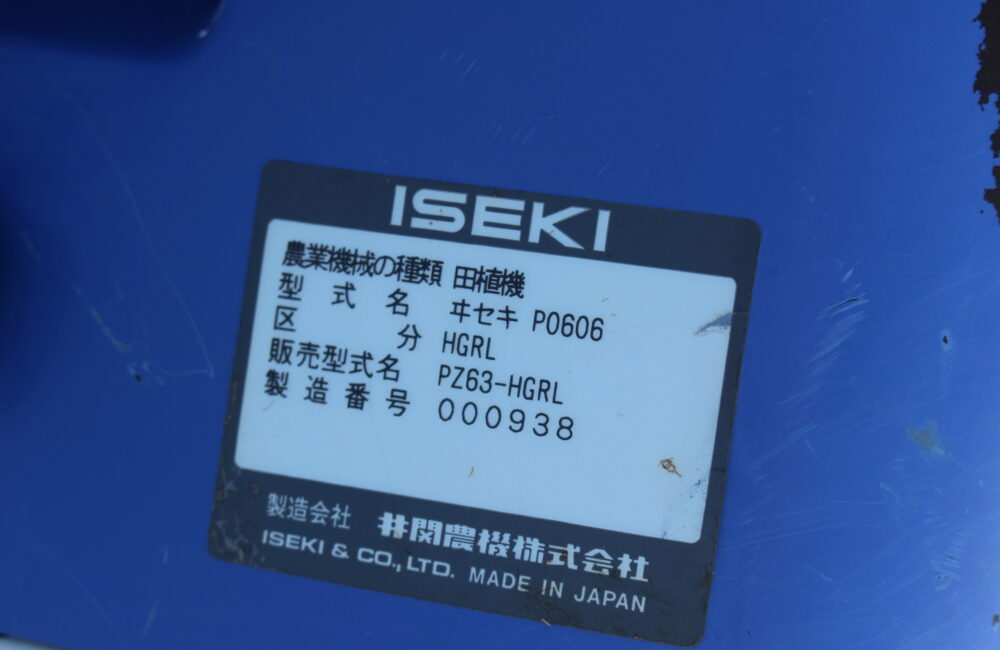 ISEKI
農業機械の種類 田植機
型式名 ヰセキ P0606
区分 HGRL
販売型式名 PZ63-HGRL
製造番号 000938
製造会社 井関農機株式会社
ISEKI & CO., LTD. MADE IN JAPAN